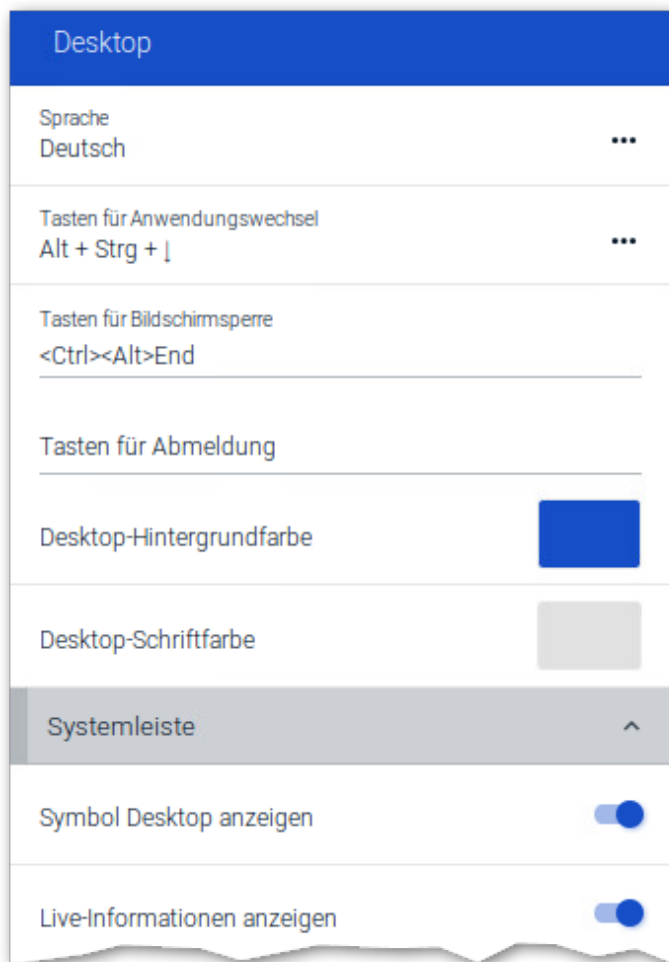 Desktop
Sprache
Deutsch
•••
Tasten für Anwendungswechsel
Alt + Strg + ↓
•••
Tasten für Bildschirmsperre
<Ctrl><Alt>End
Tasten für Abmeldung
Desktop-Hintergrundfarbe
Desktop-Schriftfarbe
Systemleiste
Symbol Desktop anzeigen
Live-Informationen anzeigen